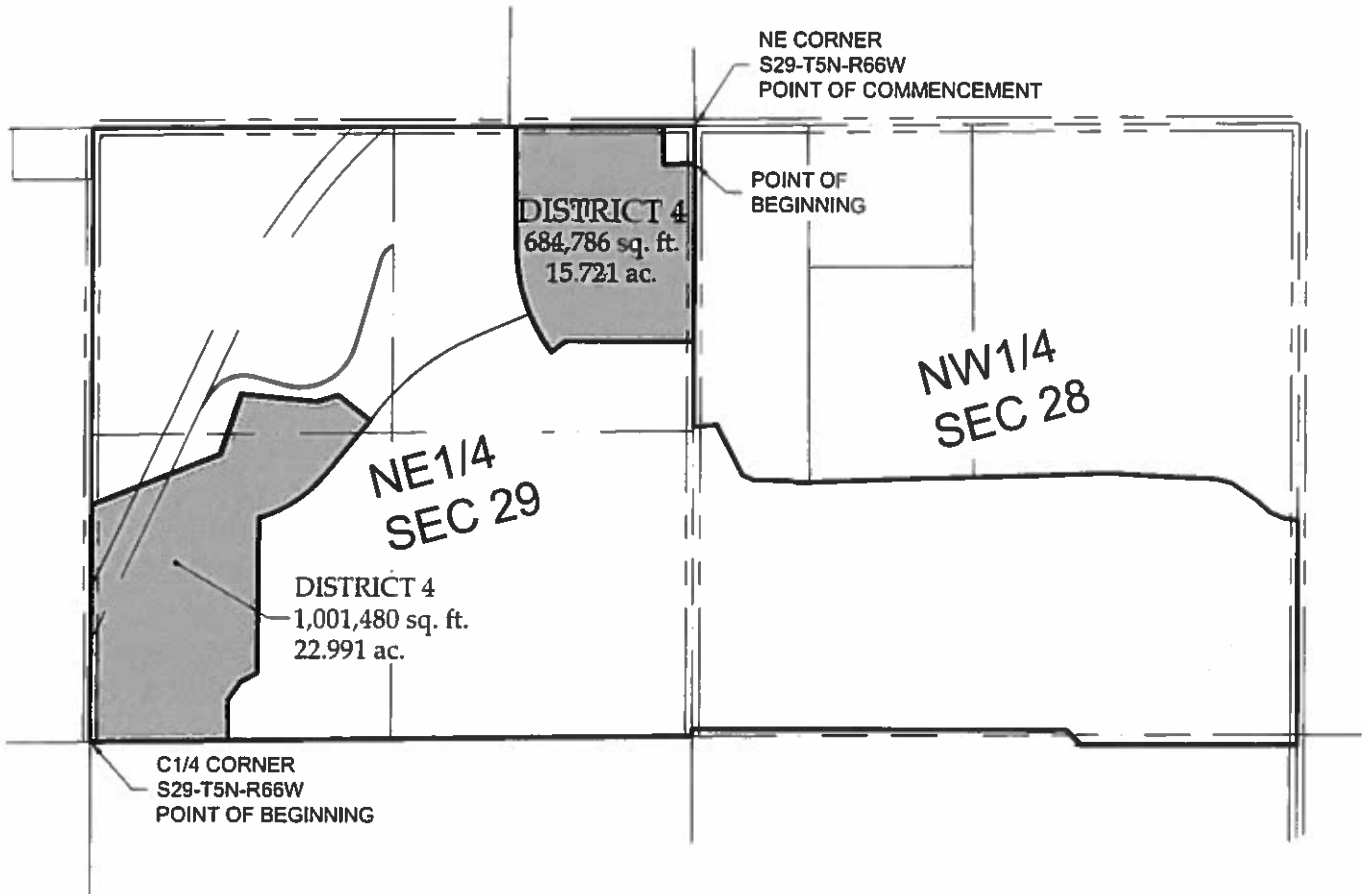 NE CORNER
S29-T5N-R66W
POINT OF COMMENCEMENT
POINT OF
BEGINNING
DISTRICT 4
684,786 sq. ft.
15.721 ac.
NW1/4
SEC 28
NE1/4
SEC 29
DISTRICT 4
1,001,480 sq. ft.
22.991 ac.
C1/4 CORNER
S29-T5N-R66W
POINT OF BEGINNING